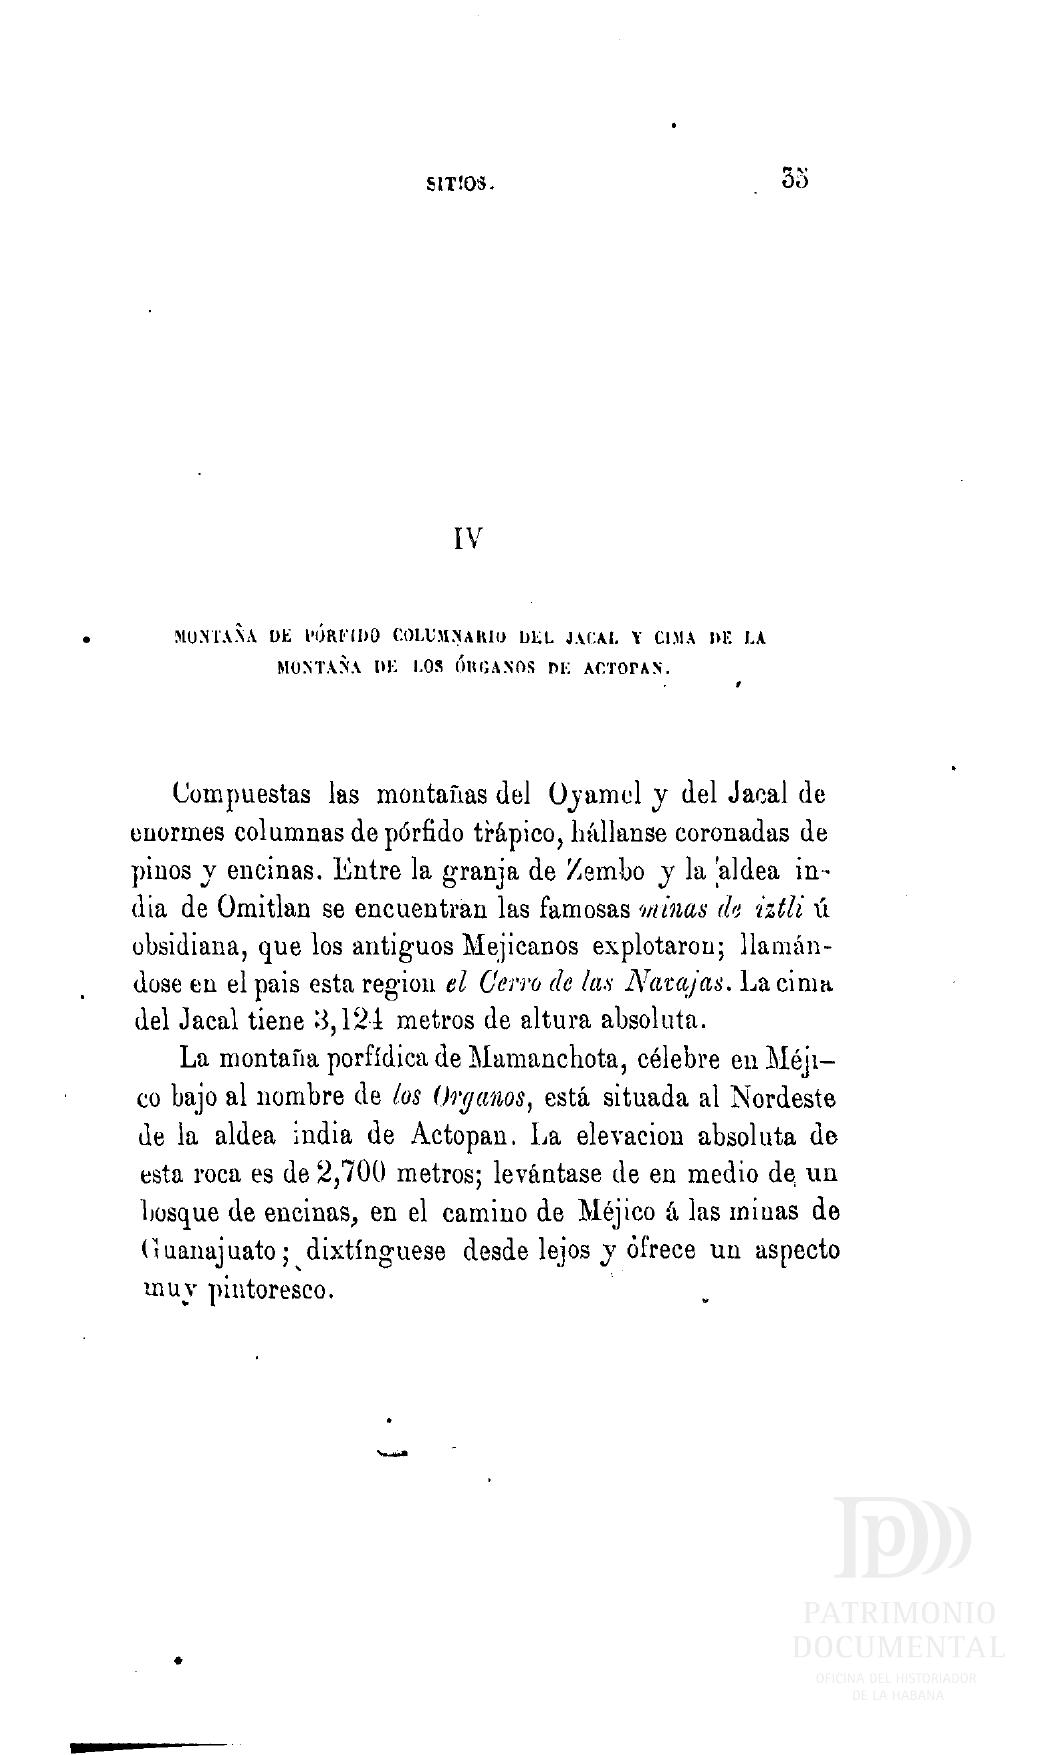 SITIOS.
35
IV
MONTAÑA DE PÓRFIDO COLUMNARIO DEL JACAL Y CIMA DE LA
MONTAÑA DE LOS ÓRGANOS DE ACTOPAN.
Compuestas las montañas del Oyamel y del Jacal de
enormes columnas de pórfido trápico, hállanse coronadas de
pinos y encinas. Entre la granja de Zembo y la aldea in-
dia de Omitlan se encuentran las famosas minas de iztli ú
obsidiana, que los antiguos Mejicanos explotaron; llamán-
dose en el pais esta region el Cerro de las Navajas. La cima
del Jacal tiene 3,124 metros de altura absoluta.
La montaña porfídica de Mamanchota, célebre en Méji-
co bajo al nombre de los Organos, está situada al Nordeste
de la aldea india de Actopan. La elevacion absoluta de
esta roca es de 2,700 metros; levántase de en medio de un
bosque de encinas, en el camino de Méjico á las minas de
Guanajuato; dixtínguese desde lejos y ofrece un aspecto
muy pintoresco.
PATRIMONIO
DOCUMENTAL
OFICINA DEL HISTORIADOR
DE LA HABANA